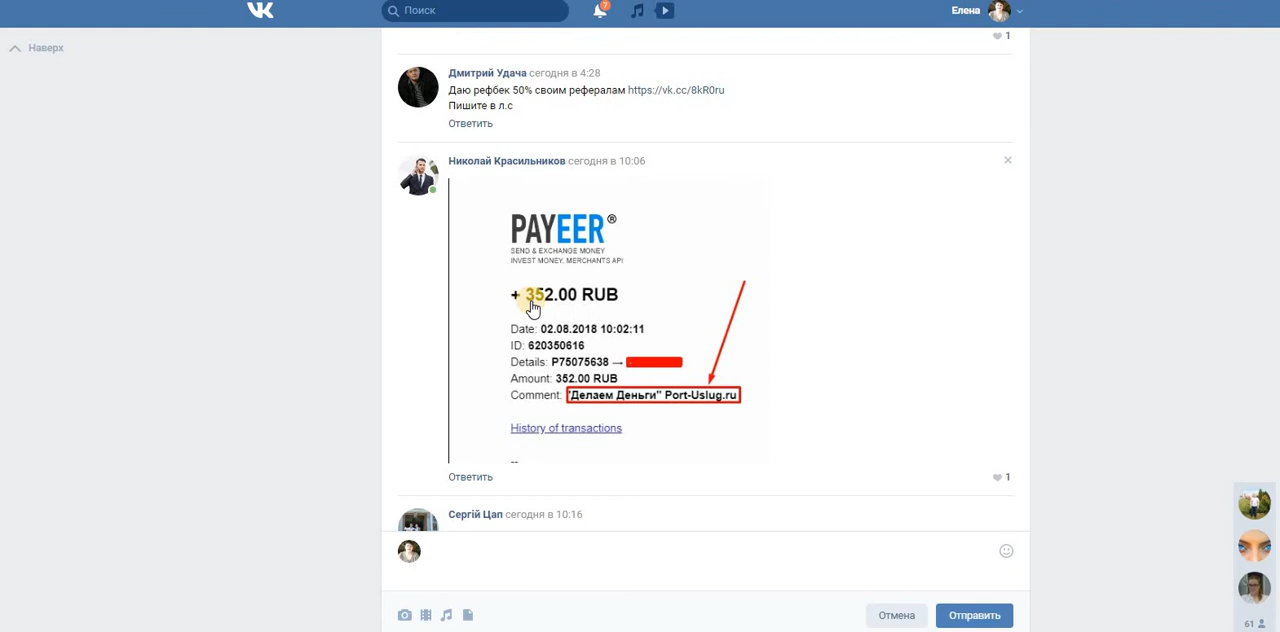 Поиск
7
Елена
Наверх
1
Дмитрий Удача сегодня в 4:28
Даю рефбек 50% своим рефералам https://vk.cc/8kR0ru
Пишите в л.с
Ответить
Николай Красильников сегодня в 10:06
PAYEER®
SEND & EXCHANGE MONEY
INVEST MONEY, MERCHANTS API
+ 352.00 RUB
Date: 02.08.2018 10:02:11
ID: 620350616
Details: P75075638 →
Amount: 352.00 RUB
Comment: "Делаем Деньги" Port-Uslug.ru
History of transactions
--
Ответить
1
Сергій Цап сегодня в 10:16
Отмена
Отправить
61